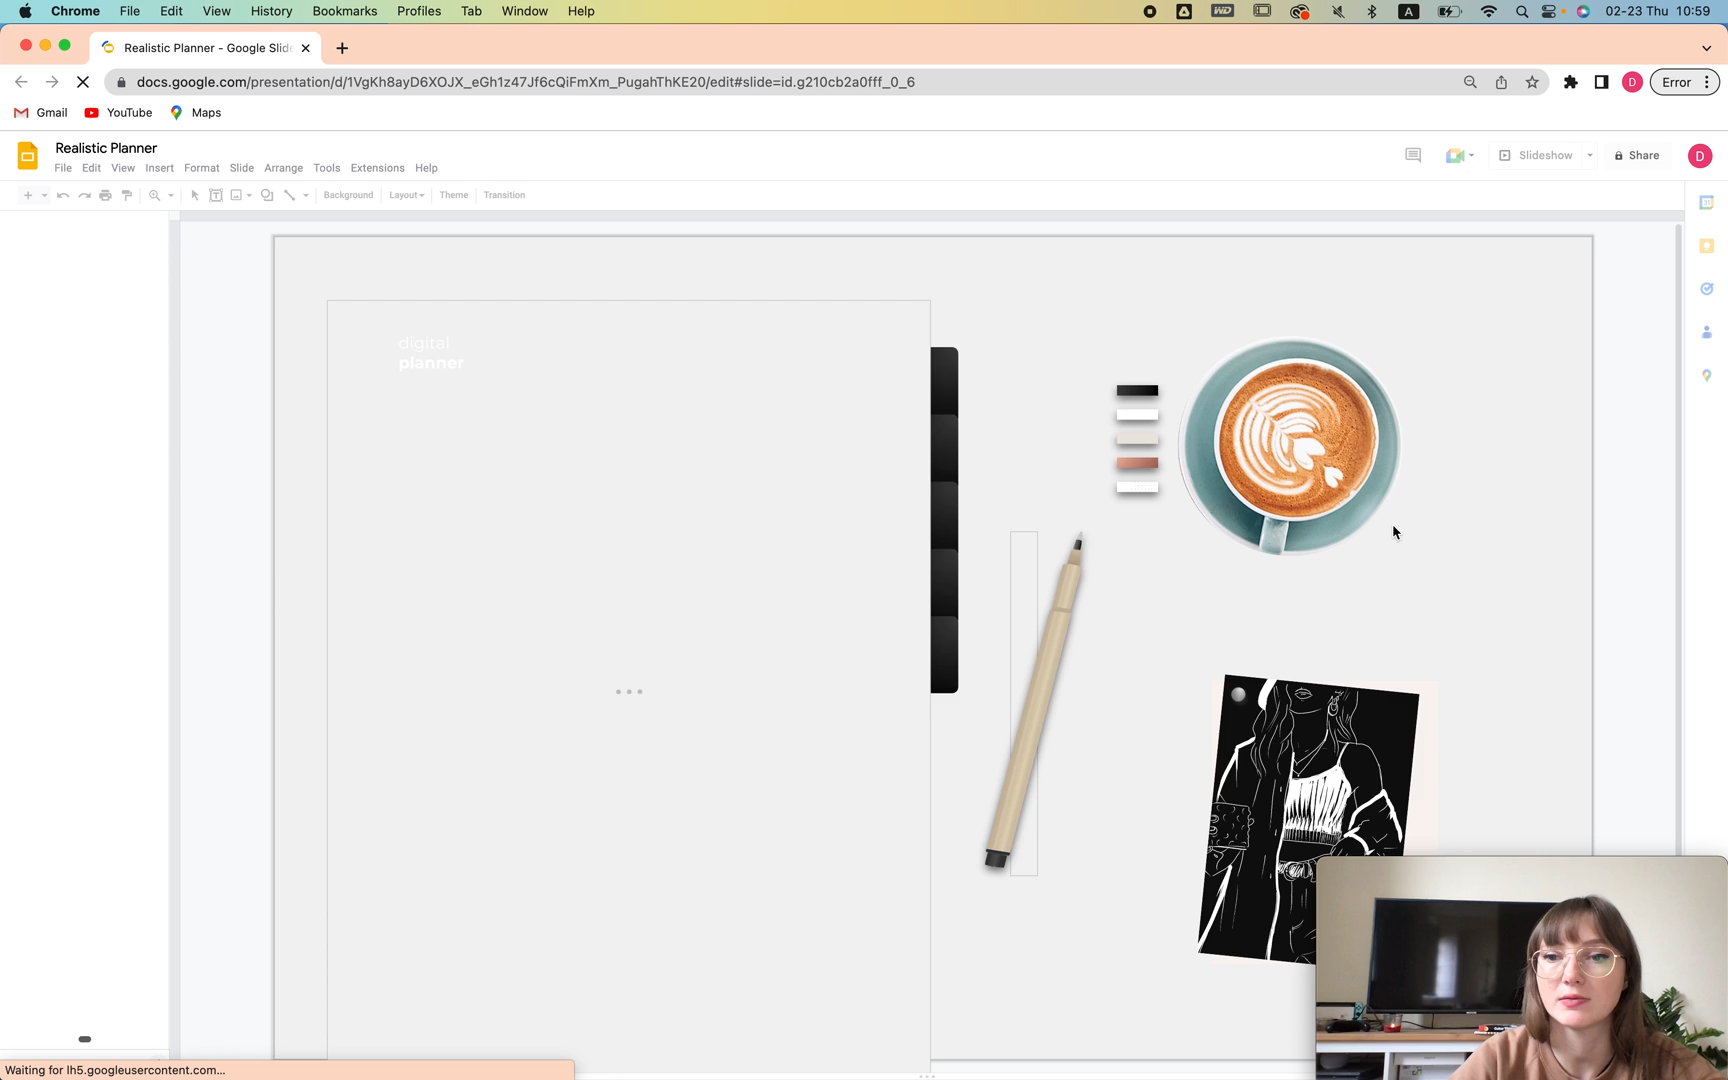 Chrome File Edit View History Bookmarks Profiles Tab Window Help
A
02-23 Thu 10:59
Realistic Planner - Google Slid
docs.google.com/presentation/d/1VgKh8ayD6XOJX_eGh1z47Jf6cQiFmXm_PugahThKE20/edit#slide=id.g210cb2a0fff_0_6
D
Error
Gmail YouTube Maps
Realistic Planner
File Edit View Insert Format Slide Arrange Tools Extensions Help
Slideshow
Share
D
Background Layout Theme Transition
digital
planner
Waiting for lh5.googleusercontent.com...